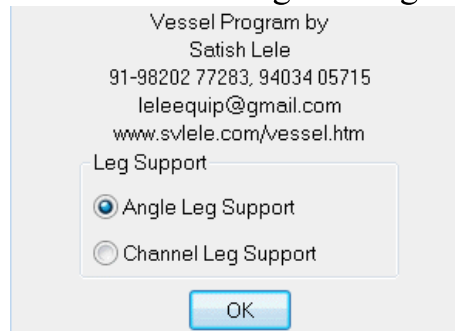 Vessel Program by
Satish Lele
91-98202 77283, 94034 05715
leleequip@gmail.com
www.svlele.com/vessel.htm
Leg Support
Angle Leg Support
Channel Leg Support
OK